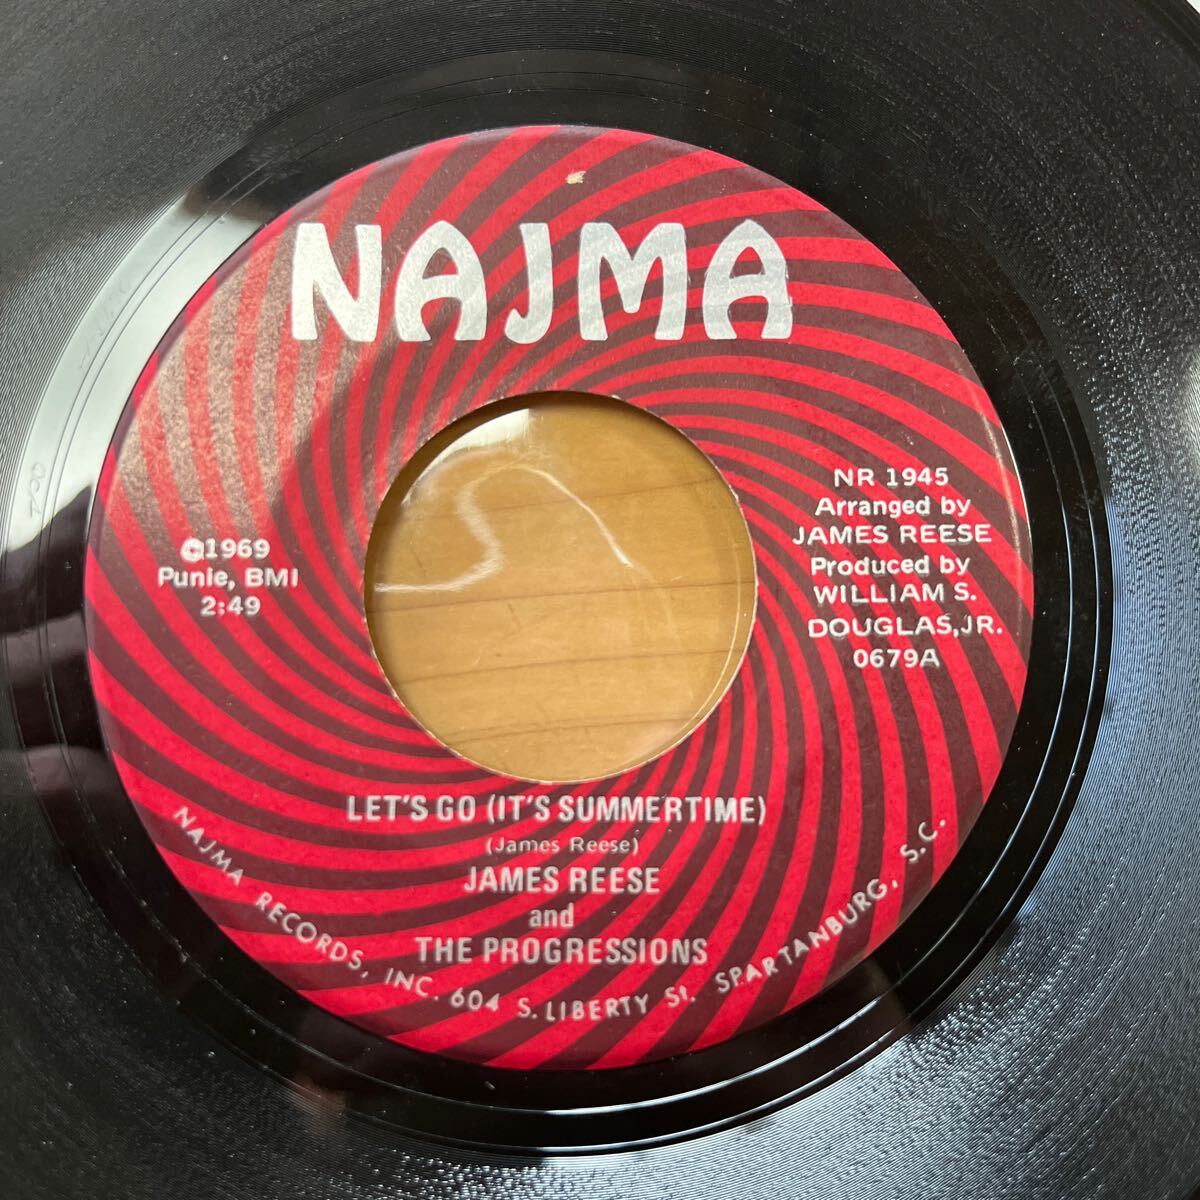 NAJMA
©1969
Punie, BMI
2:49
NR 1945
Arranged by
JAMES REESE
Produced by
WILLIAM S.
DOUGLAS, JR.
0679A
LET'S GO (IT'S SUMMERTIME)
(James Reese)
JAMES REESE
and
THE PROGRESSIONS
NAJMA RECORDS, INC. 604 S. LIBERTY St. SPARTANBURG, S.C.